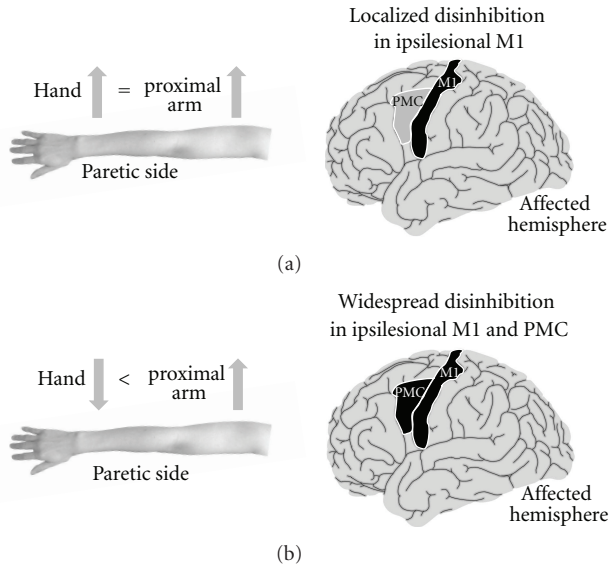 Localized disinhibition
in ipsilesional M1
Hand = proximal
arm
M1
PMC
Paretic side
Affected
hemisphere
(a)
Widespread disinhibition
in ipsilesional M1 and PMC
Hand < proximal
arm
M1
PMC
Paretic side
Affected
hemisphere
(b)